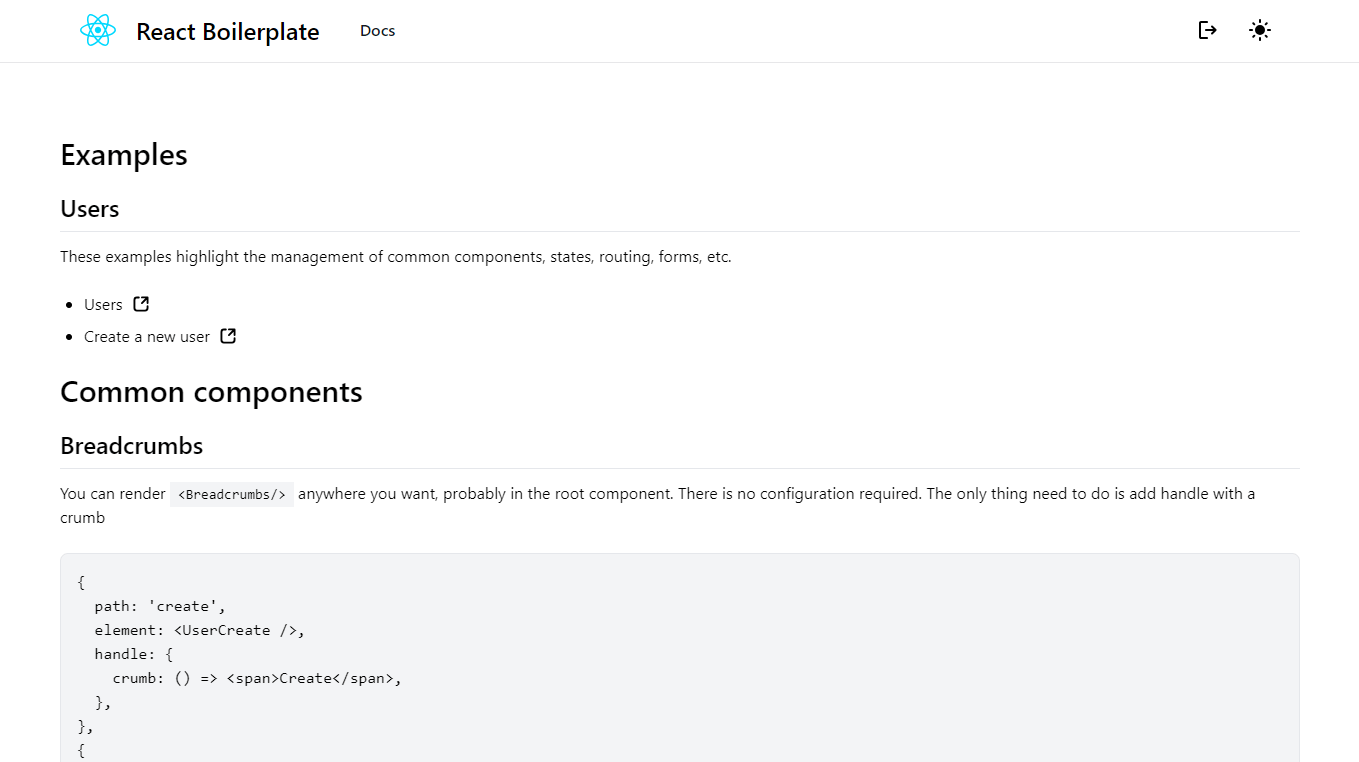 React Boilerplate Docs
Examples
Users
These examples highlight the management of common components, states, routing, forms, etc.
Users
Create a new user
Common components
Breadcrumbs
You can render <Breadcrumbs/> anywhere you want, probably in the root component. There is no configuration required. The only thing need to do is add handle with a
crumb
{
  path: 'create',
  element: <UserCreate />,
  handle: {
    crumb: () => <span>Create</span>,
  },
},
{